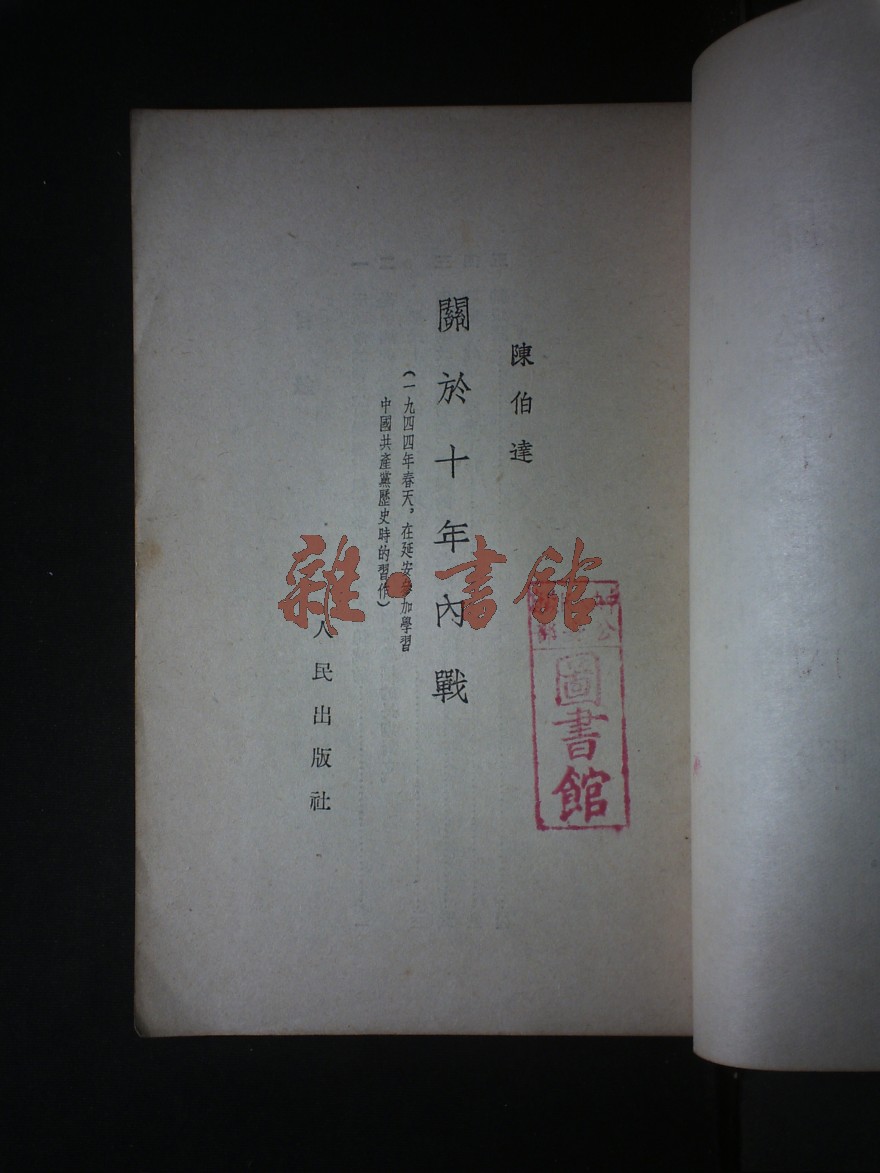 陳伯達
關於十年內戰
（一九四四年春天，在延安參加學習
中國共產黨歷史時的習作）
人民出版社
雜·書館
圖書館